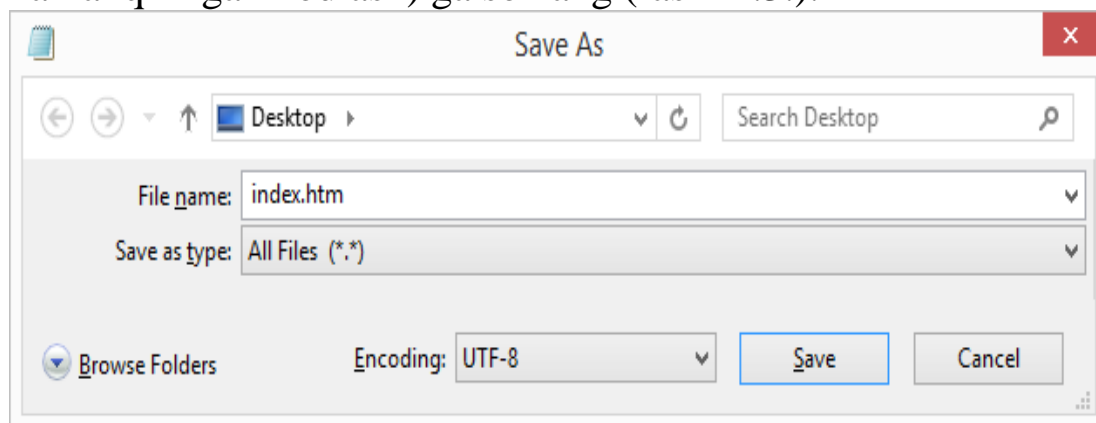 Save As
x
Desktop
Search Desktop
File name: index.htm
Save as type: All Files (*.*)
Browse Folders
Encoding: UTF-8
Save
Cancel